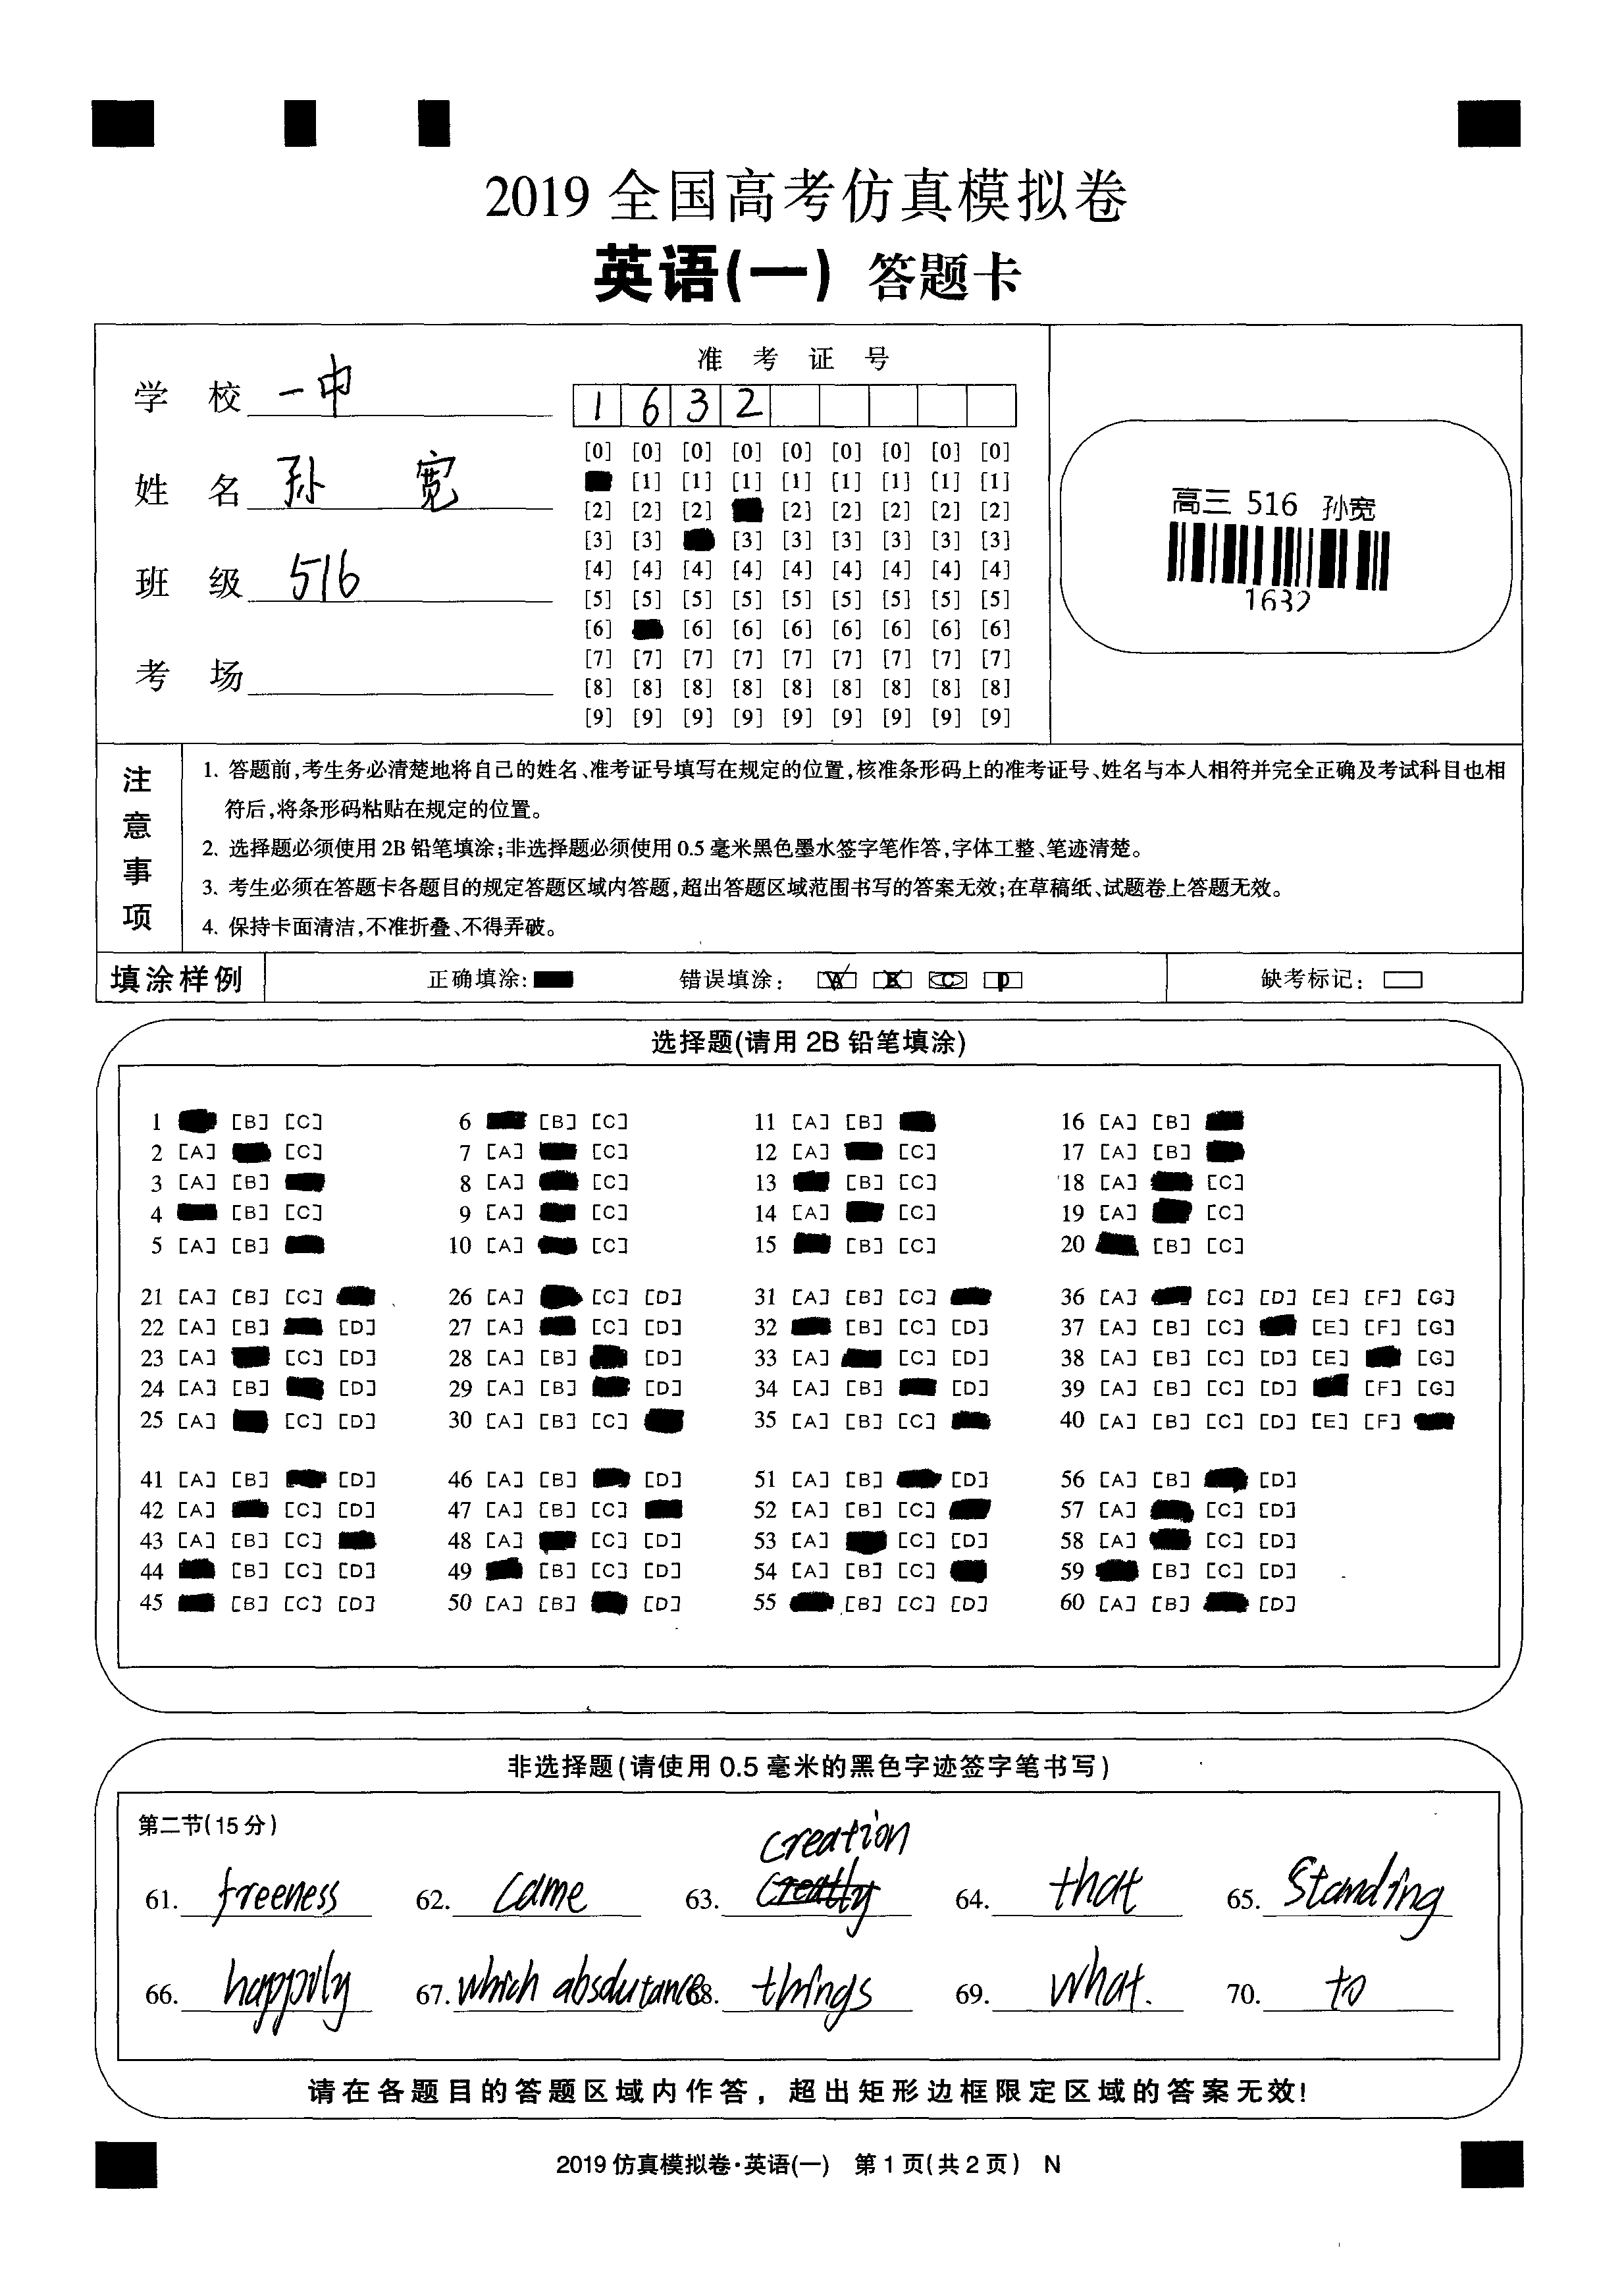 2019 全国高考仿真模拟卷
英语(一) 答题卡
学 校 一中
姓 名 孙 宽
班 级 516
考 场
准 考 证 号
1 6 3 2
[0] [0] [0] [0] [0] [0] [0] [0] [0]
[1] [1] [1] [1] [1] [1] [1] [1]
[2] [2] [2] [2] [2] [2] [2] [2]
[3] [3] [3] [3] [3] [3] [3] [3]
[4] [4] [4] [4] [4] [4] [4] [4] [4]
[5] [5] [5] [5] [5] [5] [5] [5] [5]
[6] [6] [6] [6] [6] [6] [6] [6]
[7] [7] [7] [7] [7] [7] [7] [7] [7]
[8] [8] [8] [8] [8] [8] [8] [8] [8]
[9] [9] [9] [9] [9] [9] [9] [9] [9]
高三 516 孙宽
1632
注意事项
1. 答题前,考生务必清楚地将自己的姓名、准考证号填写在规定的位置,核准条形码上的准考证号、姓名与本人相符并完全正确及考试科目也相
符后,将条形码粘贴在规定的位置。
2. 选择题必须使用 2B 铅笔填涂;非选择题必须使用 0.5 毫米黑色墨水签字笔作答,字体工整、笔迹清楚。
3. 考生必须在答题卡各题目的规定答题区域内答题,超出答题区域范围书写的答案无效;在草稿纸、试题卷上答题无效。
4. 保持卡面清洁,不准折叠、不得弄破。
填涂样例 正确填涂: 错误填涂: A B C D 缺考标记:
选择题(请用 2B 铅笔填涂)
1 [B] [C] 6 [B] [C] 11 [A] [B] 16 [A] [B]
2 [A] [C] 7 [A] [C] 12 [A] [C] 17 [A] [B]
3 [A] [B] 8 [A] [C] 13 [B] [C] 18 [A] [C]
4 [B] [C] 9 [A] [C] 14 [A] [C] 19 [A] [C]
5 [A] [B] 10 [A] [C] 15 [B] [C] 20 [B] [C]
21 [A] [B] [C] 26 [A] [C] [D] 31 [A] [B] [C] 36 [A] [C] [D] [E] [F] [G]
22 [A] [B] [D] 27 [A] [C] [D] 32 [B] [C] [D] 37 [A] [B] [C] [E] [F] [G]
23 [A] [C] [D] 28 [A] [B] [D] 33 [A] [C] [D] 38 [A] [B] [C] [D] [E] [G]
24 [A] [B] [D] 29 [A] [B] [D] 34 [A] [B] [D] 39 [A] [B] [C] [D] [F] [G]
25 [A] [C] [D] 30 [A] [B] [C] 35 [A] [B] [C] 40 [A] [B] [C] [D] [E] [F]
41 [A] [B] [D] 46 [A] [B] [D] 51 [A] [B] [D] 56 [A] [B] [D]
42 [A] [C] [D] 47 [A] [B] [C] 52 [A] [B] [C] 57 [A] [C] [D]
43 [A] [B] [C] 48 [A] [C] [D] 53 [A] [C] [D] 58 [A] [C] [D]
44 [B] [C] [D] 49 [B] [C] [D] 54 [A] [B] [C] 59 [B] [C] [D]
45 [B] [C] [D] 50 [A] [B] [D] 55 [B] [C] [D] 60 [A] [B] [D]
非选择题(请使用 0.5 毫米的黑色字迹签字笔书写)
第二节(15 分)
creation
61. freeness 62. came 63. 64. that 65. Standing
66. happily 67. which absdutance 68. things 69. what. 70. to
请在各题目的答题区域内作答, 超出矩形边框限定区域的答案无效!
2019 仿真模拟卷·英语(一) 第 1 页(共 2 页) N